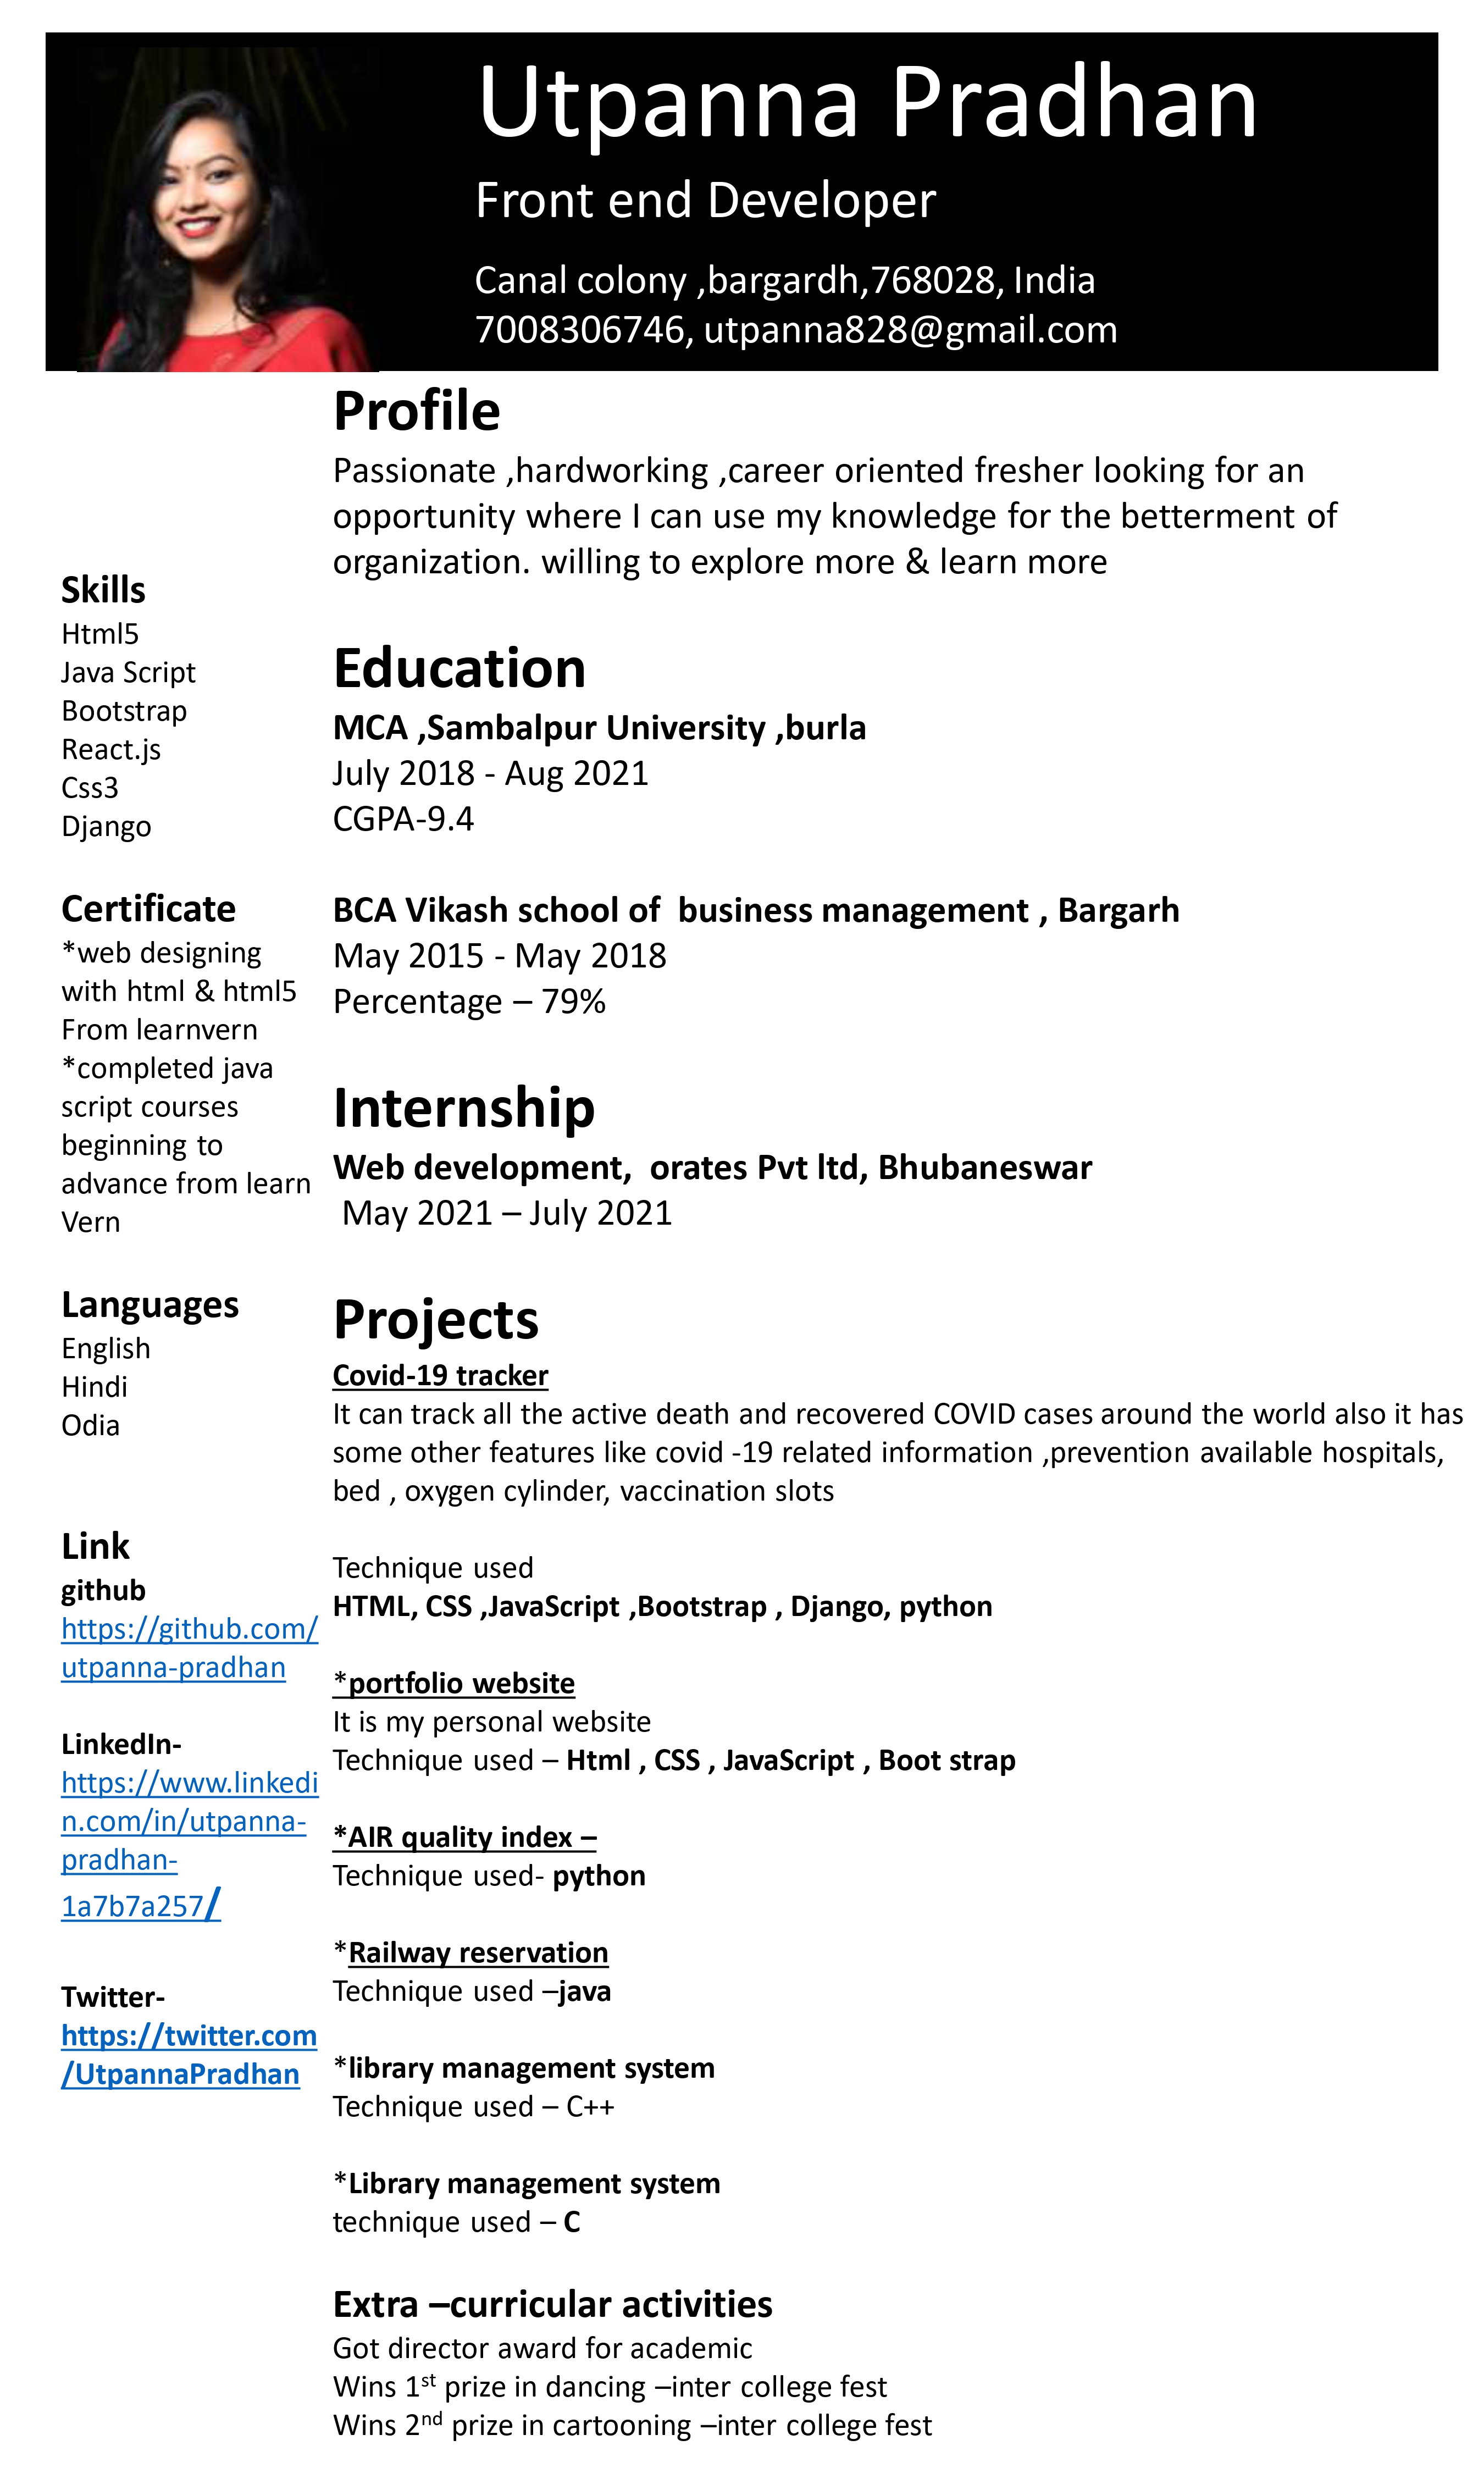 Utpanna Pradhan
Front end Developer
Canal colony ,bargardh,768028, India
7008306746, utpanna828@gmail.com
Skills
Html5
Java Script
Bootstrap
React.js
Css3
Django
Certificate
*web designing
with html & html5
From learnvern
*completed java
script courses
beginning to
advance from learn
Vern
Languages
English
Hindi
Odia
Link
github
https://github.com/
utpanna-pradhan
LinkedIn-
https://www.linkedi
n.com/in/utpanna-
pradhan-
1a7b7a257/
Twitter-
https://twitter.com
/UtpannaPradhan
Profile
Passionate ,hardworking ,career oriented fresher looking for an
opportunity where I can use my knowledge for the betterment of
organization. willing to explore more & learn more
Education
MCA ,Sambalpur University ,burla
July 2018 - Aug 2021
CGPA-9.4
BCA Vikash school of  business management , Bargarh
May 2015 - May 2018
Percentage – 79%
Internship
Web development,  orates Pvt ltd, Bhubaneswar
May 2021 – July 2021
Projects
Covid-19 tracker
It can track all the active death and recovered COVID cases around the world also it has
some other features like covid -19 related information ,prevention available hospitals,
bed , oxygen cylinder, vaccination slots
Technique used
HTML, CSS ,JavaScript ,Bootstrap , Django, python
*portfolio website
It is my personal website
Technique used – Html , CSS , JavaScript , Boot strap
*AIR quality index –
Technique used- python
*Railway reservation
Technique used –java
*library management system
Technique used – C++
*Library management system
technique used – C
Extra –curricular activities
Got director award for academic
Wins 1st prize in dancing –inter college fest
Wins 2nd prize in cartooning –inter college fest